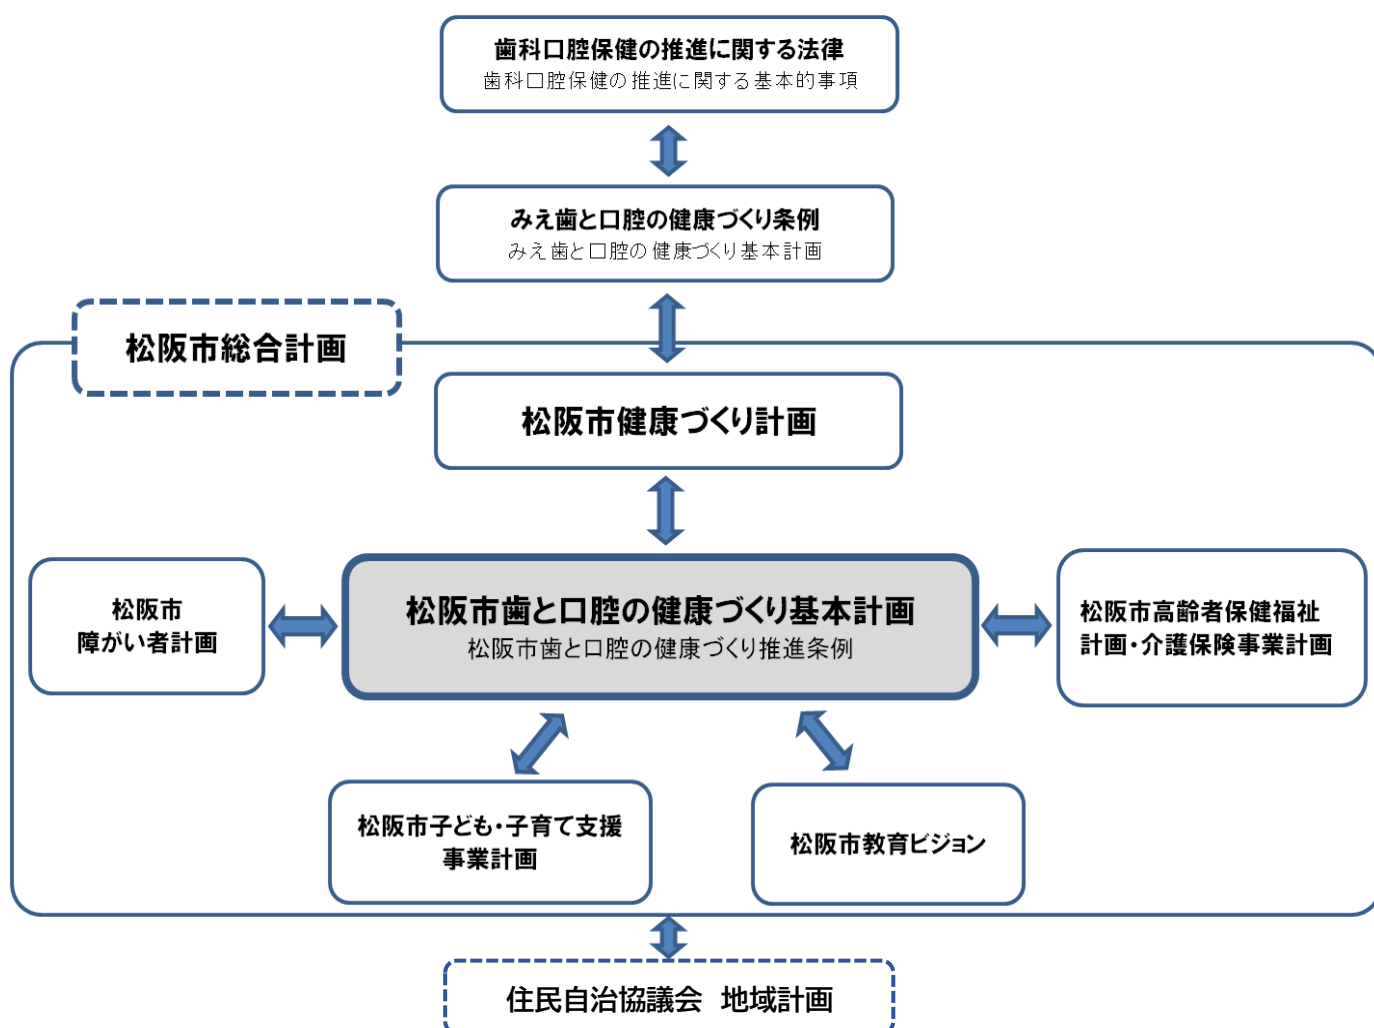 歯科口腔保健の推進に関する法律
歯科口腔保健の推進に関する基本的事項
みえ歯と口腔の健康づくり条例
みえ歯と口腔の健康づくり基本計画
松阪市総合計画
松阪市健康づくり計画
松阪市
障がい者計画
松阪市歯と口腔の健康づくり基本計画
松阪市歯と口腔の健康づくり推進条例
松阪市高齢者保健福祉
計画・介護保険事業計画
松阪市子ども・子育て支援
事業計画
松阪市教育ビジョン
住民自治協議会　地域計画